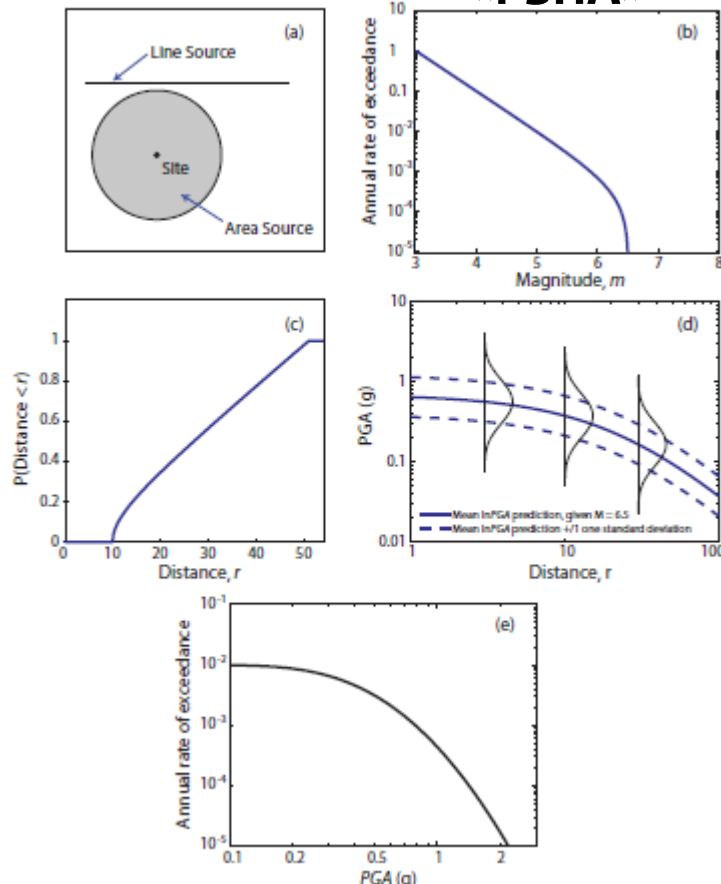 «PSHA»
(a)
Line Source
Site
Area Source
(b)
Annual rate of exceedance
1
0.1
10-2
10-3
10-4
10-5
3 4 5 6 7 8
Magnitude, m
(c)
P(Distance < r)
1
0.8
0.6
0.4
0.2
0
0 10 20 30 40 50
Distance, r
(d)
PGA (g)
10
1
0.1
0.01
Mean lnPGA prediction, given M = 6.5
Mean lnPGA prediction +/1 one standard deviation
1 10 100
Distance, r
(e)
Annual rate of exceedance
10-1
10-2
10-3
10-4
10-5
0.1 0.2 0.5 1 2
PGA (g)